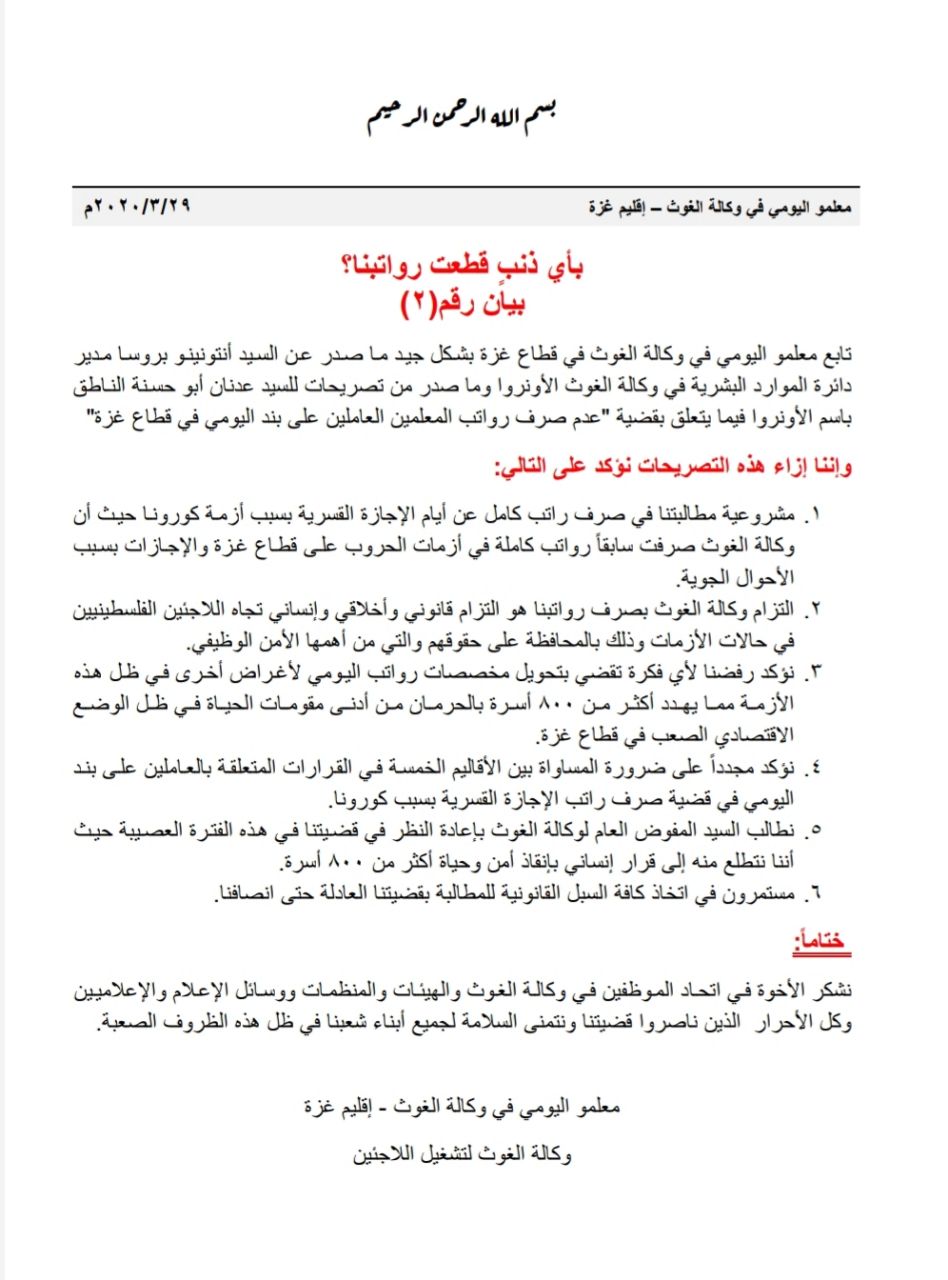 بسم الله الرحمن الرحيم
معلمو اليومي في وكالة الغوث – إقليم غزة ٢٠٢٠/٣/٢٩م
بأي ذنبٍ قطعت رواتبنا؟
بيان رقم(٢)
تابع معلمو اليومي في وكالة الغوث في قطاع غزة بشكل جيد ما صدر عن السيد أنتونينو بروسا مدير
دائرة الموارد البشرية في وكالة الغوث الأونروا وما صدر من تصريحات للسيد عدنان أبو حسنة الناطق
باسم الأونروا فيما يتعلق بقضية "عدم صرف رواتب المعلمين العاملين على بند اليومي في قطاع غزة"
وإننا إزاء هذه التصريحات نؤكد على التالي:
١. مشروعية مطالبتنا في صرف راتب كامل عن أيام الإجازة القسرية بسبب أزمة كورونا حيث أن
وكالة الغوث صرفت سابقاً رواتب كاملة في أزمات الحروب على قطاع غزة والإجازات بسبب
الأحوال الجوية.
٢. التزام وكالة الغوث بصرف رواتبنا هو التزام قانوني وأخلاقي وإنساني تجاه اللاجئين الفلسطينيين
في حالات الأزمات وذلك بالمحافظة على حقوقهم والتي من أهمها الأمن الوظيفي.
٣. نؤكد رفضنا لأي فكرة تقضي بتحويل مخصصات رواتب اليومي لأغراض أخرى في ظل هذه
الأزمة مما يهدد أكثر من ٨٠٠ أسرة بالحرمان من أدنى مقومات الحياة في ظل الوضع
الاقتصادي الصعب في قطاع غزة.
٤. نؤكد مجدداً على ضرورة المساواة بين الأقاليم الخمسة في القرارات المتعلقة بالعاملين على بند
اليومي في قضية صرف راتب الإجازة القسرية بسبب كورونا.
٥. نطالب السيد المفوض العام لوكالة الغوث بإعادة النظر في قضيتنا في هذه الفترة العصيبة حيث
أننا نتطلع منه إلى قرار إنساني بإنقاذ أمن وحياة أكثر من ٨٠٠ أسرة.
٦. مستمرون في اتخاذ كافة السبل القانونية للمطالبة بقضيتنا العادلة حتى انصافنا.
ختاماً:
نشكر الأخوة في اتحاد الموظفين في وكالة الغوث والهيئات والمنظمات ووسائل الإعلام والإعلاميين
وكل الأحرار الذين ناصروا قضيتنا ونتمنى السلامة لجميع أبناء شعبنا في ظل هذه الظروف الصعبة.
معلمو اليومي في وكالة الغوث - إقليم غزة
وكالة الغوث لتشغيل اللاجئين